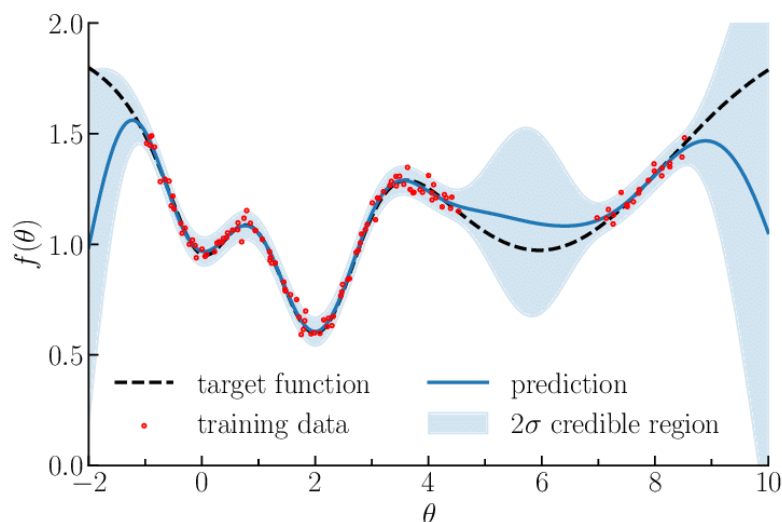 2.0
1.5
1.0
0.5
0.0
f(θ)
target function
prediction
training data
2σ credible region
−2 0 2 4 6 8 10
θ